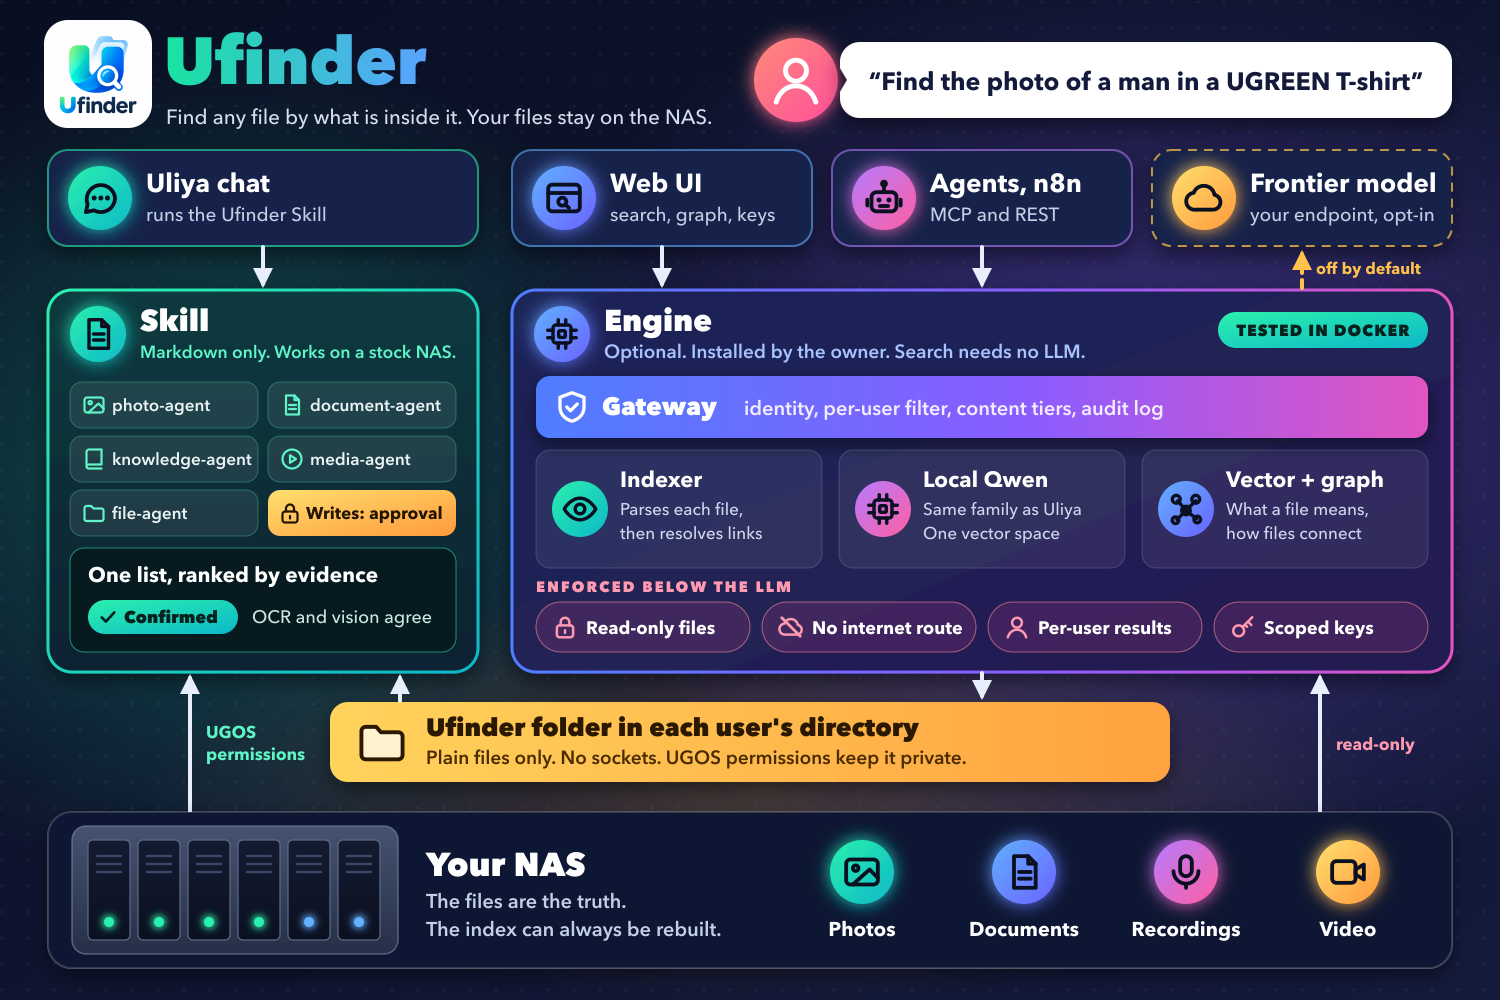 Ufinder
Ufinder
Find any file by what is inside it. Your files stay on the NAS.
“Find the photo of a man in a UGREEN T-shirt”
Uliya chat
runs the Ufinder Skill
Web UI
search, graph, keys
Agents, n8n
MCP and REST
Frontier model
your endpoint, opt-in
off by default
Skill
Markdown only. Works on a stock NAS.
photo-agent
document-agent
knowledge-agent
media-agent
file-agent
Writes: approval
One list, ranked by evidence
Confirmed
OCR and vision agree
Engine
Optional. Installed by the owner. Search needs no LLM.
TESTED IN DOCKER
Gateway
identity, per-user filter, content tiers, audit log
Indexer
Parses each file,
then resolves links
Local Qwen
Same family as Uliya
One vector space
Vector + graph
What a file means,
how files connect
ENFORCED BELOW THE LLM
Read-only files
No internet route
Per-user results
Scoped keys
UGOS
permissions
Ufinder folder in each user's directory
Plain files only. No sockets. UGOS permissions keep it private.
read-only
Your NAS
The files are the truth.
The index can always be rebuilt.
Photos
Documents
Recordings
Video